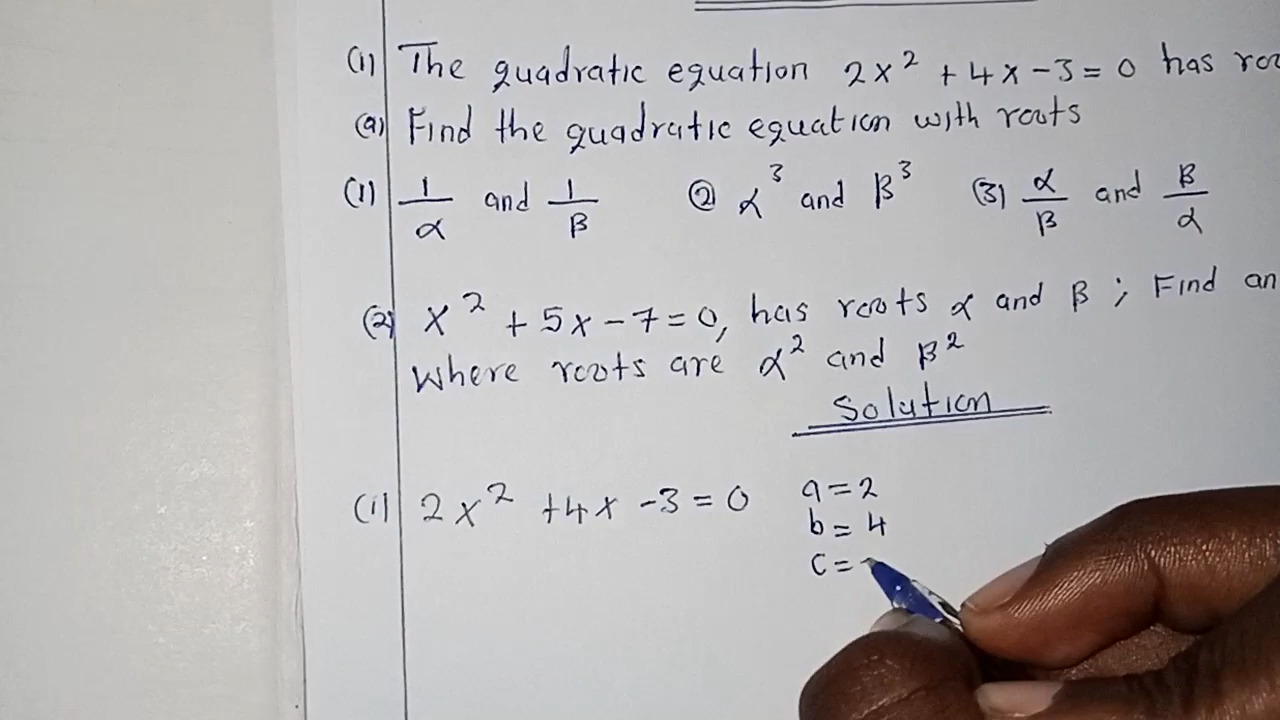 (1) The quadratic equation 2x² + 4x - 3 = 0 has
(a) Find the quadratic equation with roots
(1) 1/α and 1/β ② α³ and β³ (3) α/β and β/α
(2) x² + 5x - 7 = 0, has roots α and β ; Find an
Where roots are α² and β²
Solution
(1) 2x² + 4x - 3 = 0 a = 2
b = 4
c =